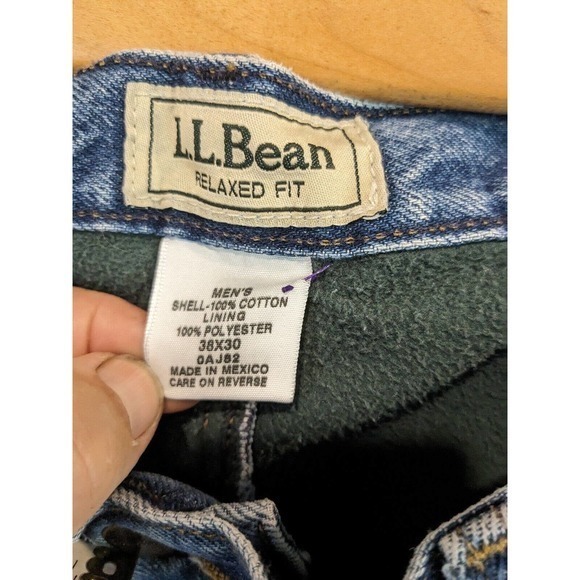 L.L.Bean
RELAXED FIT
MEN'S
SHELL-100% COTTON
LINING
100% POLYESTER
38X30
0AJ82
MADE IN MEXICO
CARE ON REVERSE